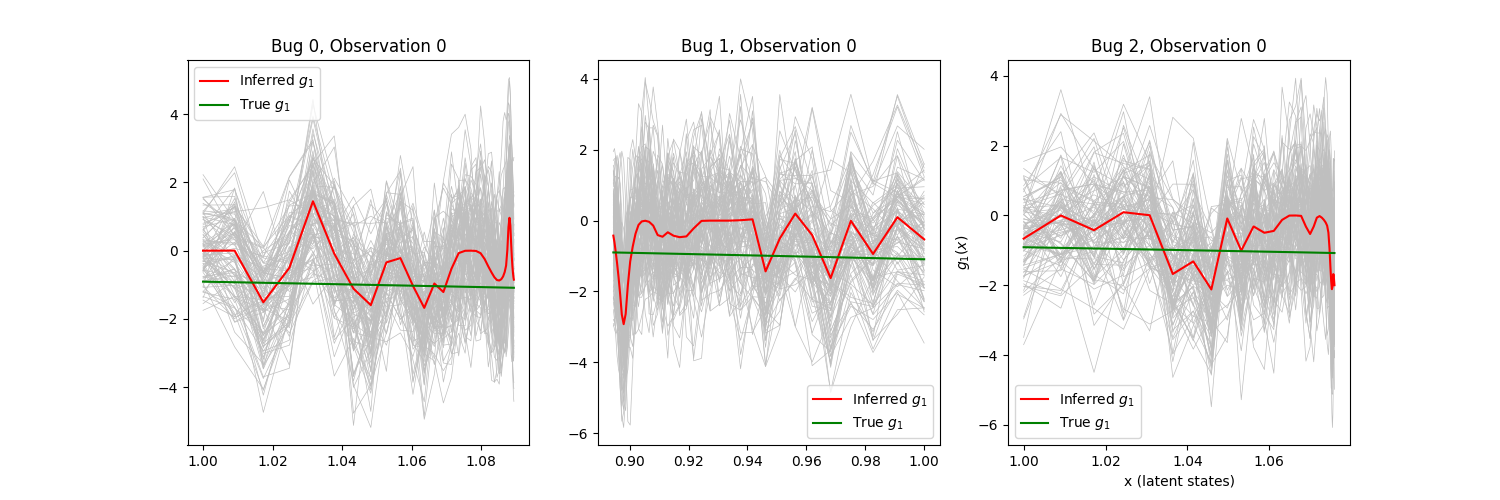 Bug 0, Observation 0
Inferred g₁
True g₁
4
2
0
−2
−4
1.00 1.02 1.04 1.06 1.08
Bug 1, Observation 0
4
2
0
−2
−4
−6
Inferred g₁
True g₁
0.90 0.92 0.94 0.96 0.98 1.00
Bug 2, Observation 0
g₁(x)
4
2
0
−2
−4
−6
Inferred g₁
True g₁
1.00 1.02 1.04 1.06
x (latent states)